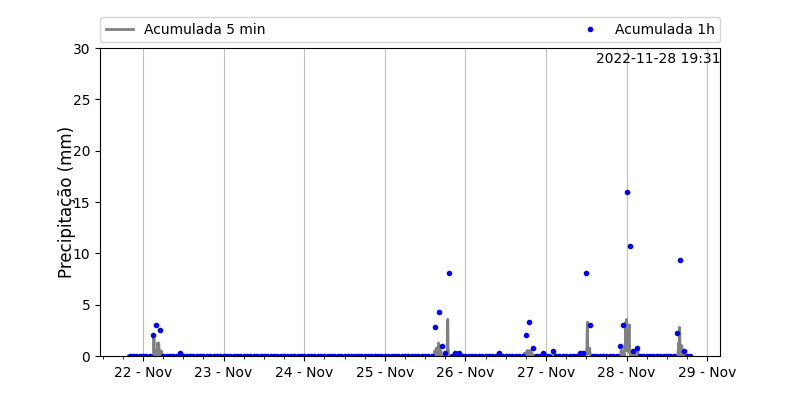 Acumulada 5 min Acumulada 1h
2022-11-28 19:31
Precipitação (mm)
30
25
20
15
10
5
0
22 - Nov 23 - Nov 24 - Nov 25 - Nov 26 - Nov 27 - Nov 28 - Nov 29 - Nov